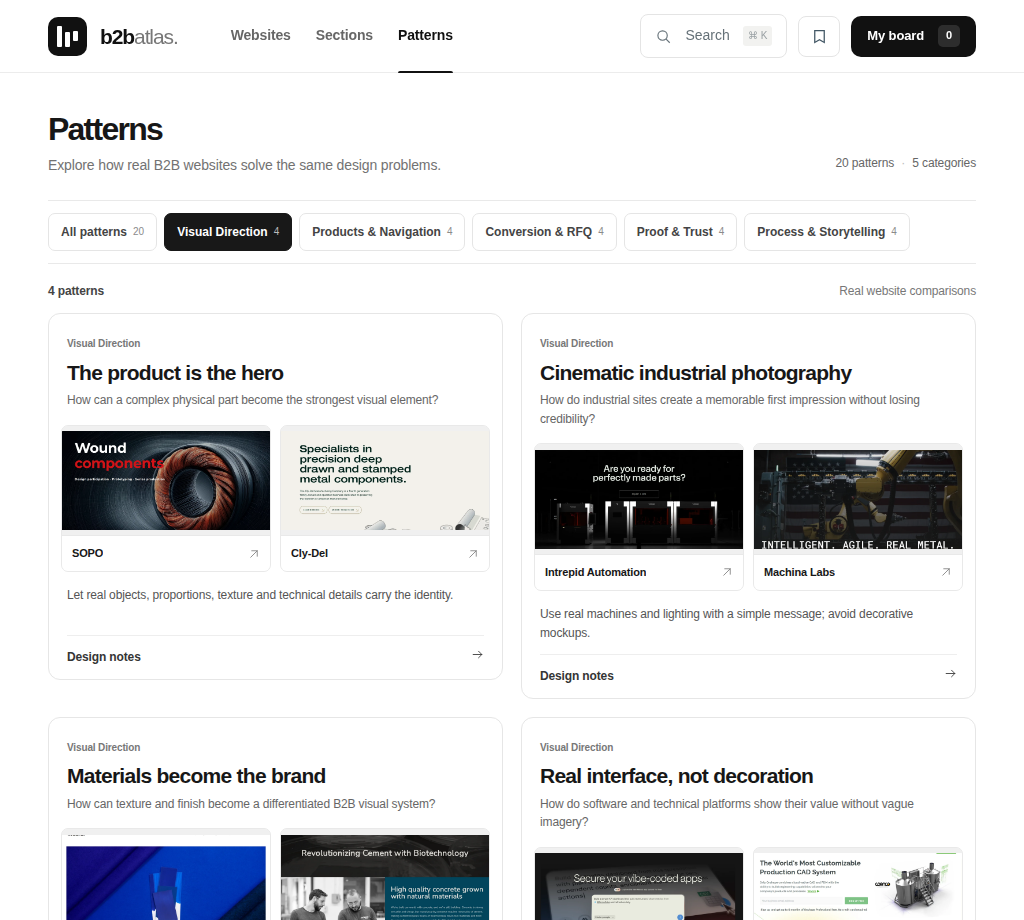 b2batlas.
Websites
Sections
Patterns
Search
⌘ K
My board
0
Patterns
Explore how real B2B websites solve the same design problems.
20 patterns · 5 categories
All patterns 20
Visual Direction 4
Products & Navigation 4
Conversion & RFQ 4
Proof & Trust 4
Process & Storytelling 4
4 patterns
Real website comparisons
Visual Direction
The product is the hero
How can a complex physical part become the strongest visual element?
Wound
components
Design participation · Prototyping · Series production
Specialists in
precision deep
drawn and stamped
metal components.
SOPO
Cly-Del
Let real objects, proportions, texture and technical details carry the identity.
Design notes
Visual Direction
Cinematic industrial photography
How do industrial sites create a memorable first impression without losing
credibility?
Are you ready for
perfectly made parts?
INTELLIGENT. AGILE. REAL METAL.
Intrepid Automation
Machina Labs
Use real machines and lighting with a simple message; avoid decorative
mockups.
Design notes
Visual Direction
Materials become the brand
How can texture and finish become a differentiated B2B visual system?
Revolutionizing Cement with Biotechnology
High quality concrete grown
with natural materials
Visual Direction
Real interface, not decoration
How do software and technical platforms show their value without vague
imagery?
Secure your vibe-coded apps
The World's Most Customizable
Production CAD System